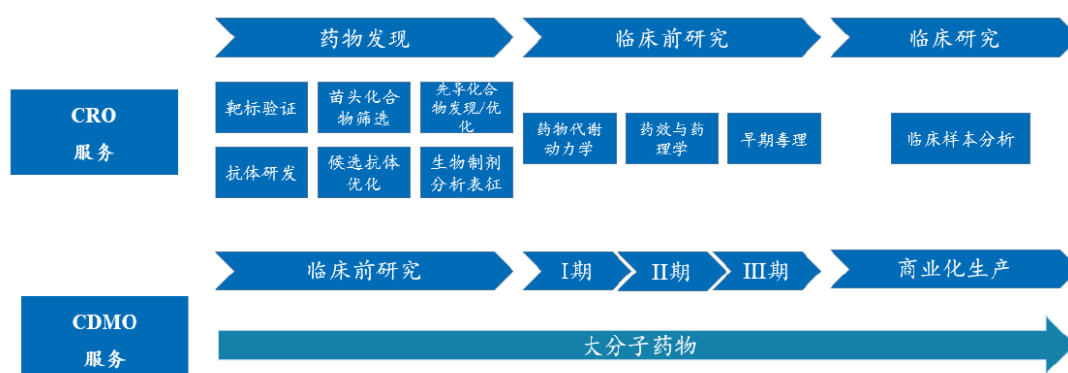 药物发现
临床前研究
临床研究
CRO
服务
靶标验证
苗头化合
物筛选
先导化合
物发现/优
化
抗体研发
候选抗体
优化
生物制剂
分析表征
药物代谢
动力学
药效与药
理学
早期毒理
临床样本分析
临床前研究
I期
II期
III期
商业化生产
CDMO
服务
大分子药物